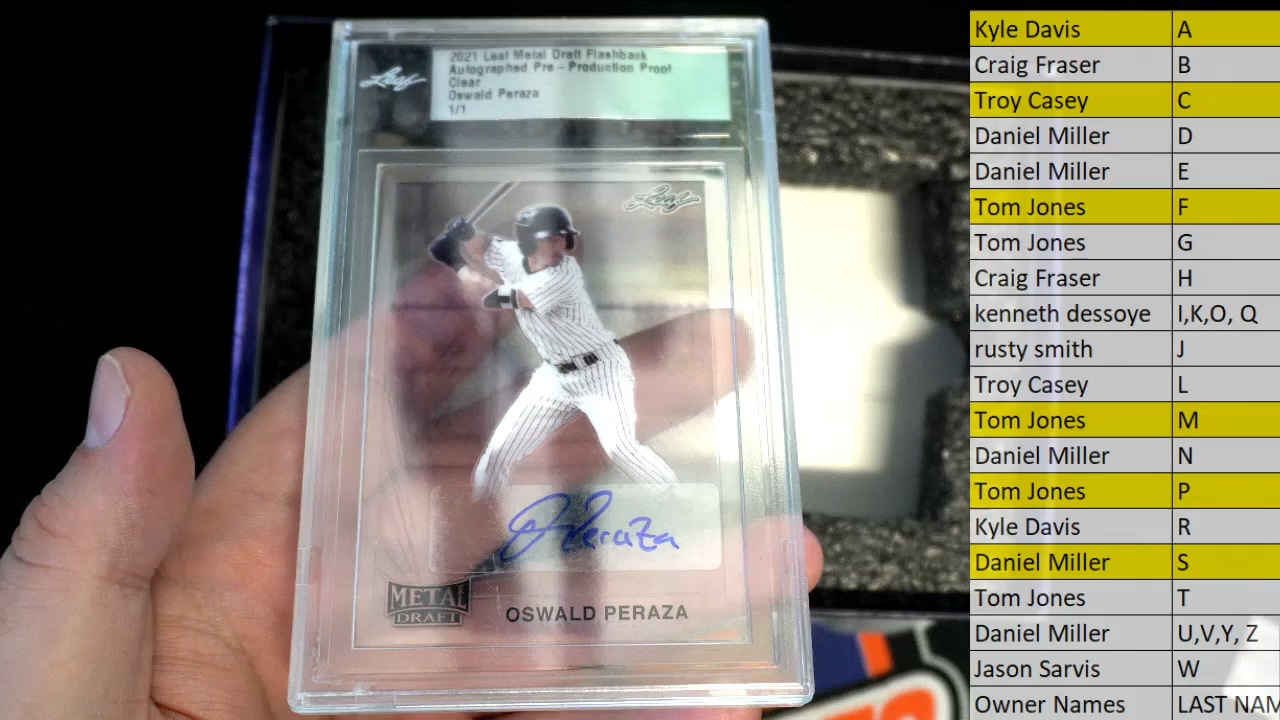 2021 Leaf Metal Draft Flashback
Autographed Pre - Production Proof
Clear
Oswald Peraza
1/1
Leaf
Leaf
O Peraza
METAL
DRAFT
OSWALD PERAZA
Kyle Davis A
Craig Fraser B
Troy Casey C
Daniel Miller D
Daniel Miller E
Tom Jones F
Tom Jones G
Craig Fraser H
kenneth dessoye I,K,O, Q
rusty smith J
Troy Casey L
Tom Jones M
Daniel Miller N
Tom Jones P
Kyle Davis R
Daniel Miller S
Tom Jones T
Daniel Miller U,V,Y, Z
Jason Sarvis W
Owner Names LAST NAM